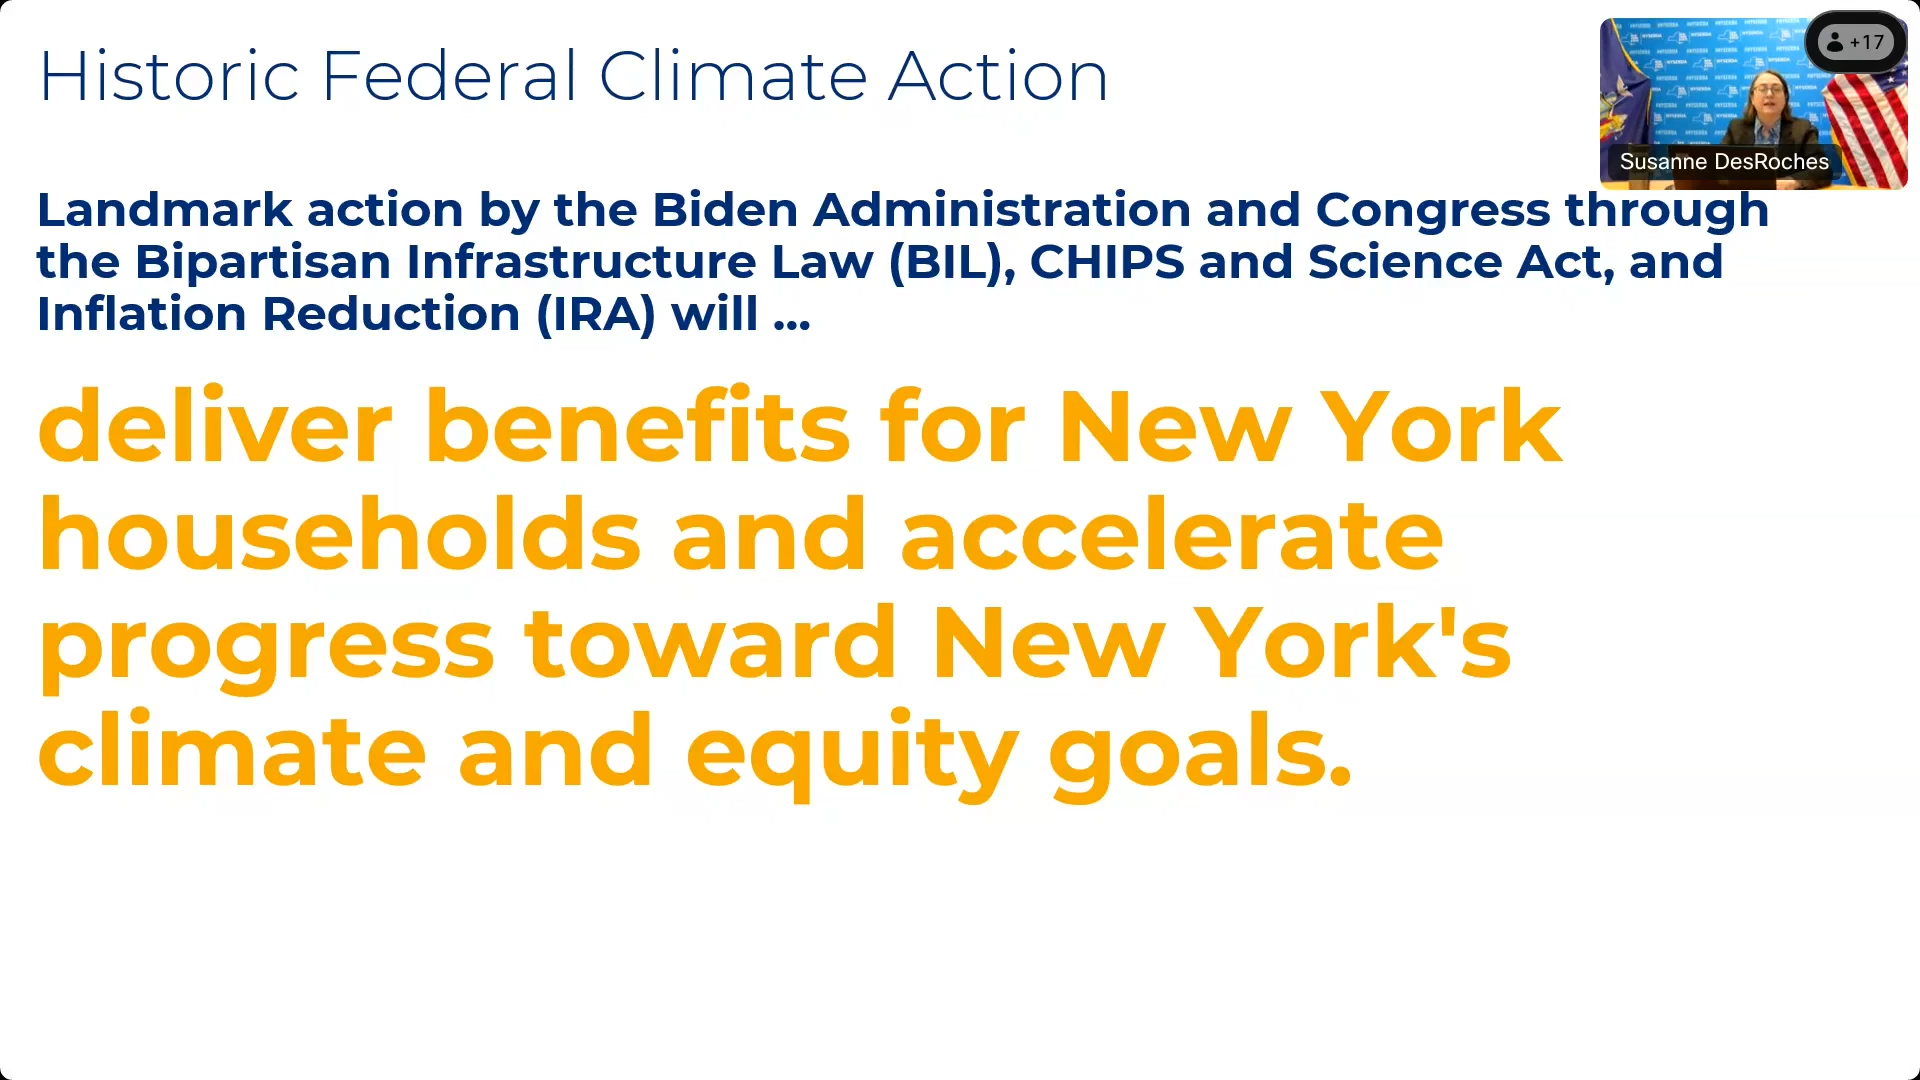 Historic Federal Climate Action
+17
Susanne DesRoches
Landmark action by the Biden Administration and Congress through
the Bipartisan Infrastructure Law (BIL), CHIPS and Science Act, and
Inflation Reduction (IRA) will ...
deliver benefits for New York
households and accelerate
progress toward New York's
climate and equity goals.